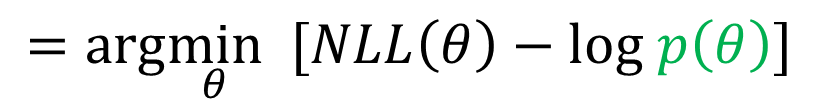 = argmin [NLL(θ) − log p(θ)]
θ